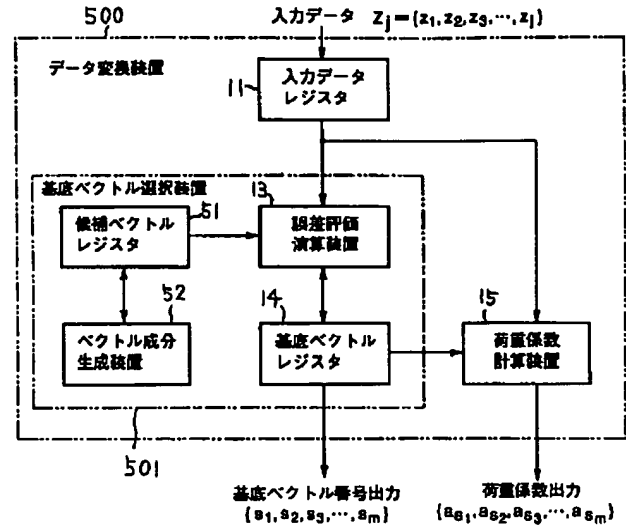 500
入力データ Zj={z1,z2,z3,…,zl}
データ変換装置
11
入力データ
レジスタ
基底ベクトル選択装置
51
候補ベクトル
レジスタ
13
誤差評価
演算装置
52
ベクトル成分
生成装置
14
基底ベクトル
レジスタ
15
荷重係数
計算装置
501
基底ベクトル番号出力
{s1,s2,s3,…,sm}
荷重係数出力
{as1,as2,as3,…,asm}